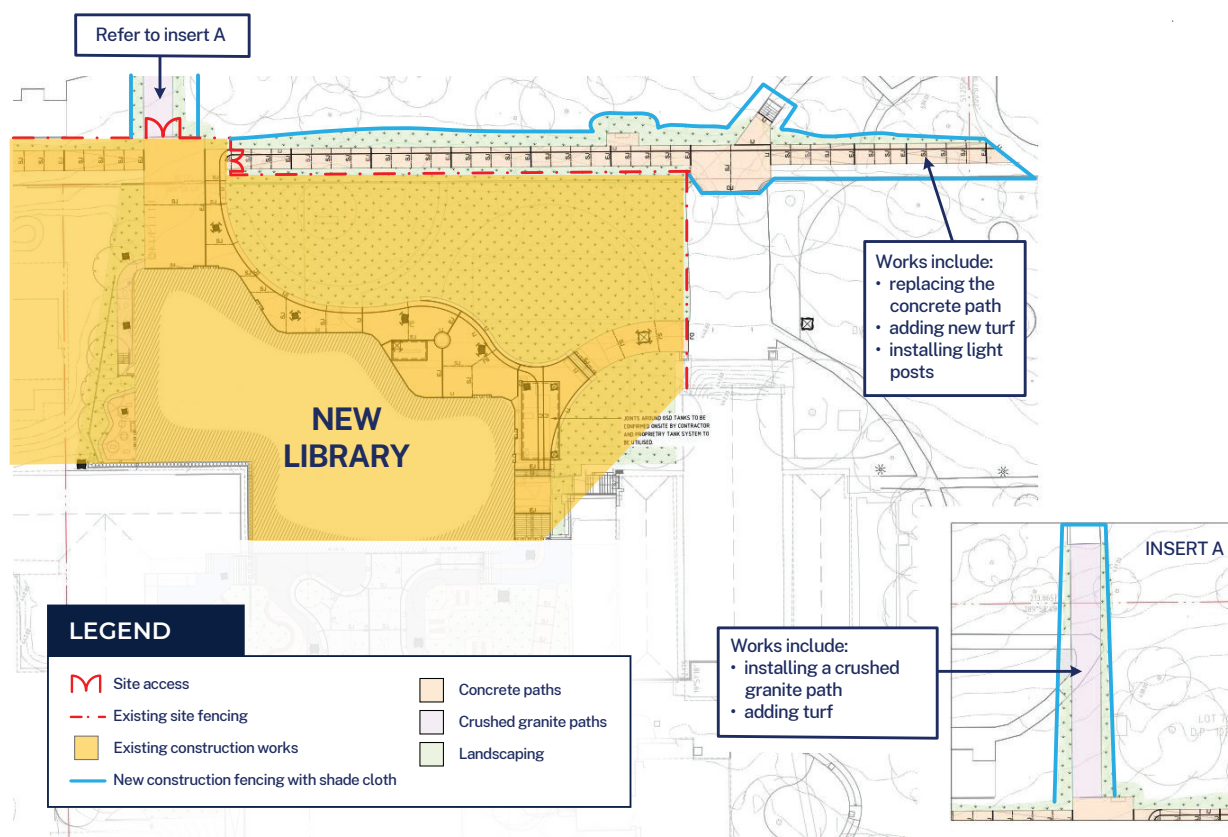 Refer to insert A
Works include:
• replacing the
concrete path
• adding new turf
• installing light
posts
NEW
LIBRARY
JOINTS AROUND OSD TANKS TO BE
CONFIRMED ONSITE BY CONTRACTOR
AND PROPRIETRY TANK SYSTEM TO
BE UTILISED.
INSERT A
Works include:
• installing a crushed
granite path
• adding turf
LEGEND
Site access
Existing site fencing
Existing construction works
New construction fencing with shade cloth
Concrete paths
Crushed granite paths
Landscaping